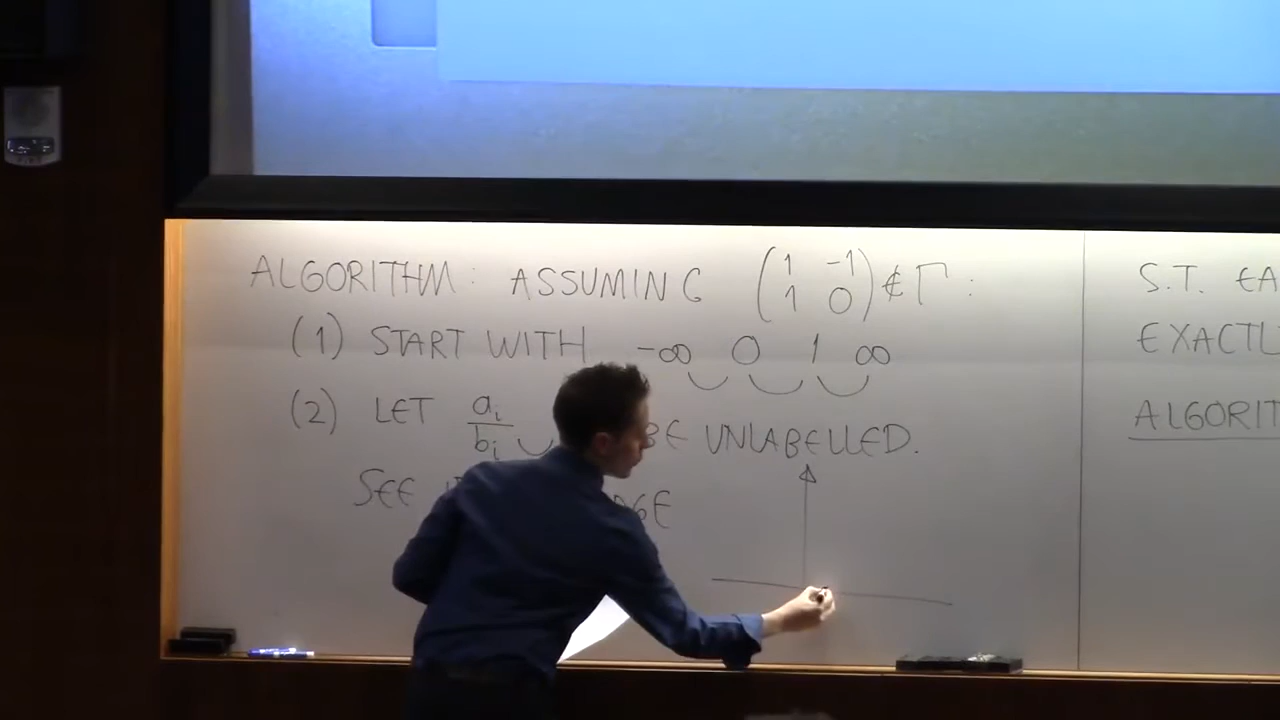 ALGORITHM: ASSUMING ( 1 -1 ; 1 0 ) ∉ Γ :
(1) START WITH -∞ 0 1 ∞
(2) LET a_i/b_i BE UNLABELLED.
SEE
S.T.
EXACTL
ALGORIT